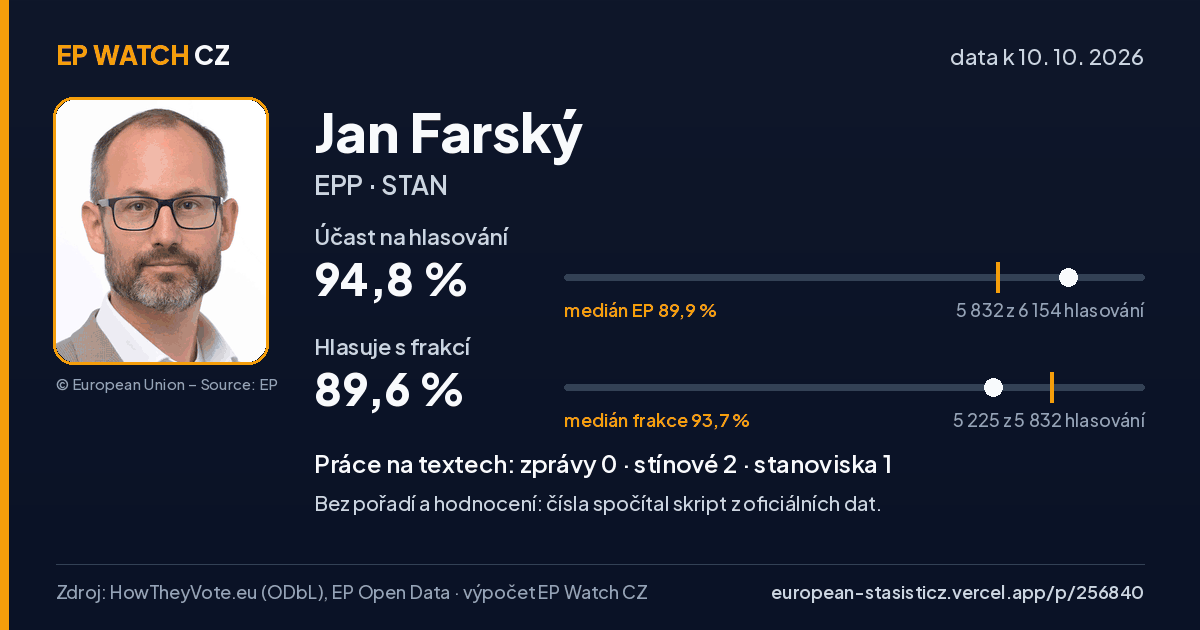 EP WATCH CZ
data k 10. 10. 2026
Jan Farský
EPP · STAN
Účast na hlasování
94,8 %
medián EP 89,9 %
5 832 z 6 154 hlasování
Hlasuje s frakcí
89,6 %
medián frakce 93,7 %
5 225 z 5 832 hlasování
© European Union – Source: EP
Práce na textech: zprávy 0 · stínové 2 · stanoviska 1
Bez pořadí a hodnocení: čísla spočítal skript z oficiálních dat.
Zdroj: HowTheyVote.eu (ODbL), EP Open Data · výpočet EP Watch CZ
european-stasisticz.vercel.app/p/256840